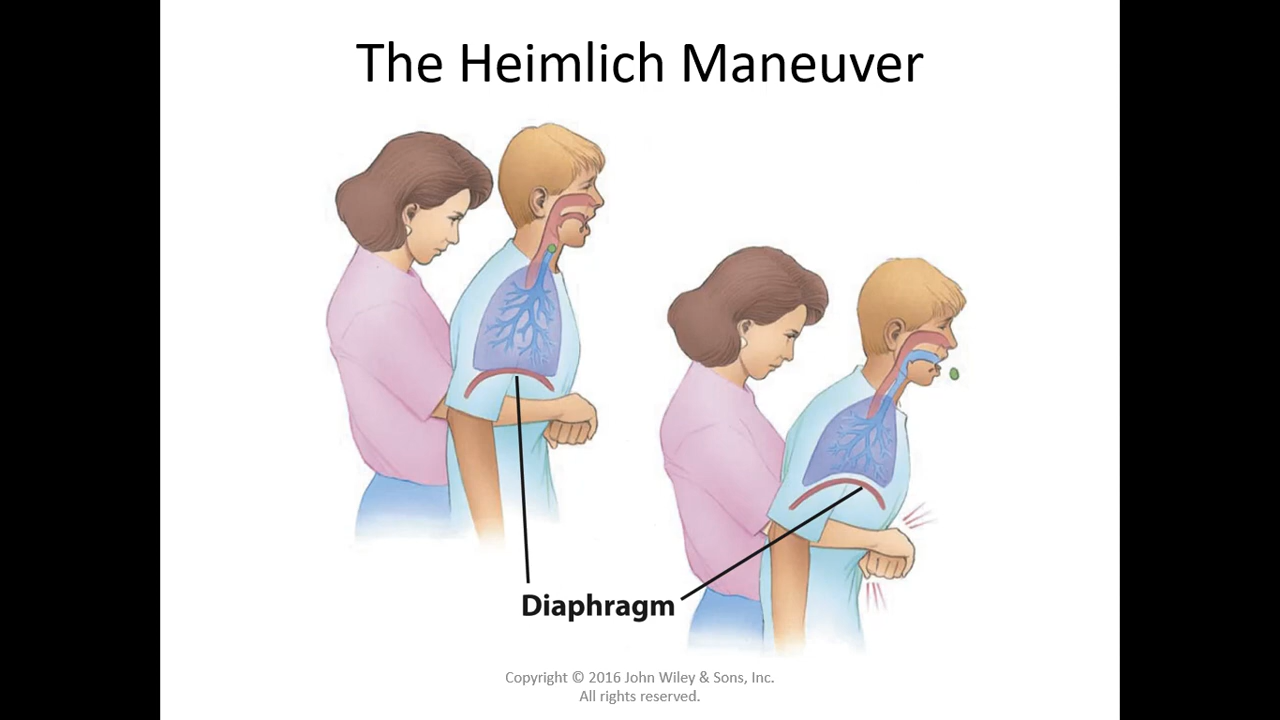 The Heimlich Maneuver
Diaphragm
Copyright © 2016 John Wiley & Sons, Inc.
All rights reserved.